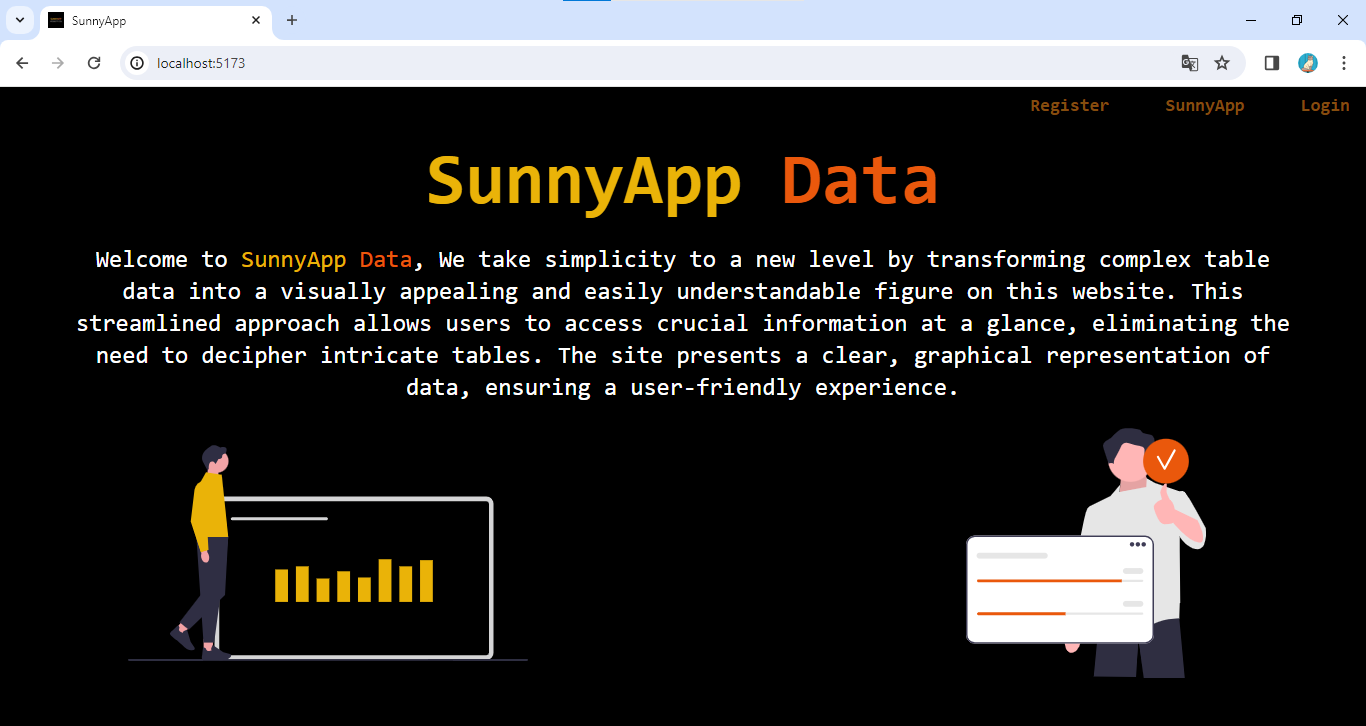 SunnyApp
localhost:5173
Register SunnyApp Login
SunnyApp Data
Welcome to SunnyApp Data, We take simplicity to a new level by transforming complex table
data into a visually appealing and easily understandable figure on this website. This
streamlined approach allows users to access crucial information at a glance, eliminating the
need to decipher intricate tables. The site presents a clear, graphical representation of
data, ensuring a user-friendly experience.